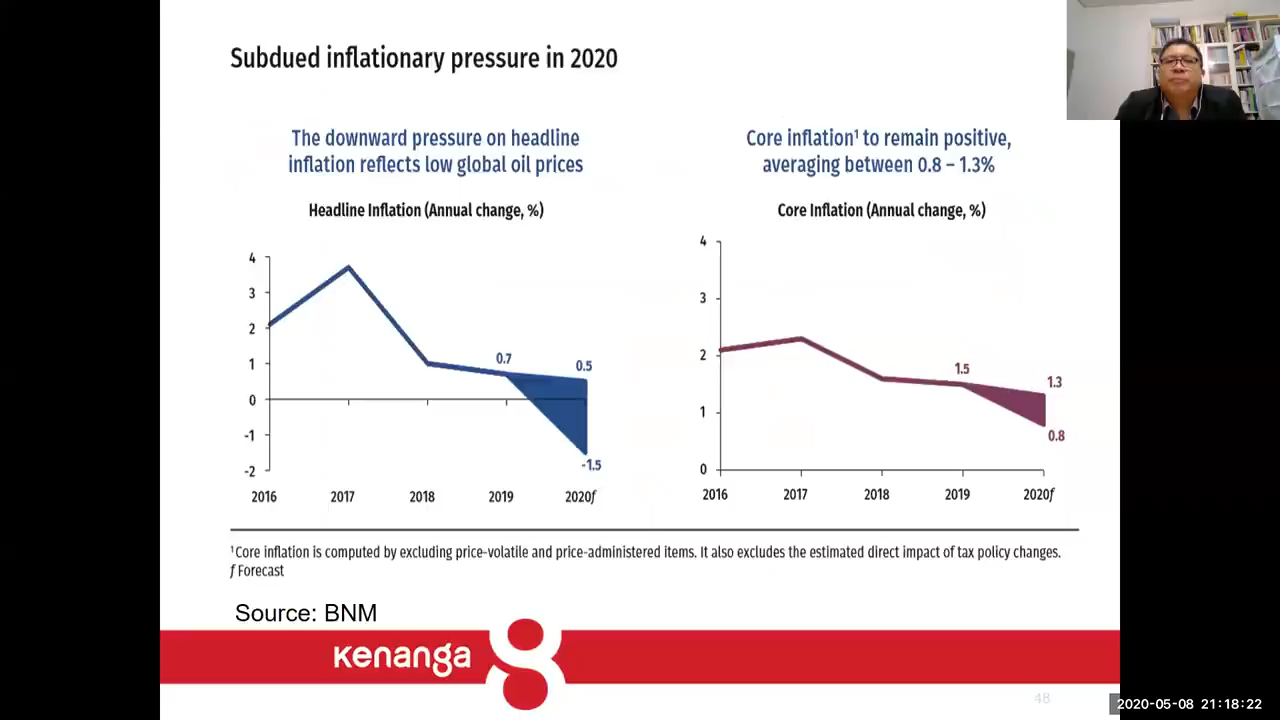 Subdued inflationary pressure in 2020
The downward pressure on headline
inflation reflects low global oil prices
Headline Inflation (Annual change, %)
4
3
2
1
0
-1
-2
0.7
0.5
-1.5
2016
2017
2018
2019
2020f
Core inflation¹ to remain positive,
averaging between 0.8 – 1.3%
Core Inflation (Annual change, %)
4
3
2
1
0
1.5
1.3
0.8
2016
2017
2018
2019
2020f
¹ Core inflation is computed by excluding price-volatile and price-administered items. It also excludes the estimated direct impact of tax policy changes.
f Forecast
Source: BNM
kenanga
48
2020-05-08 21:18:22